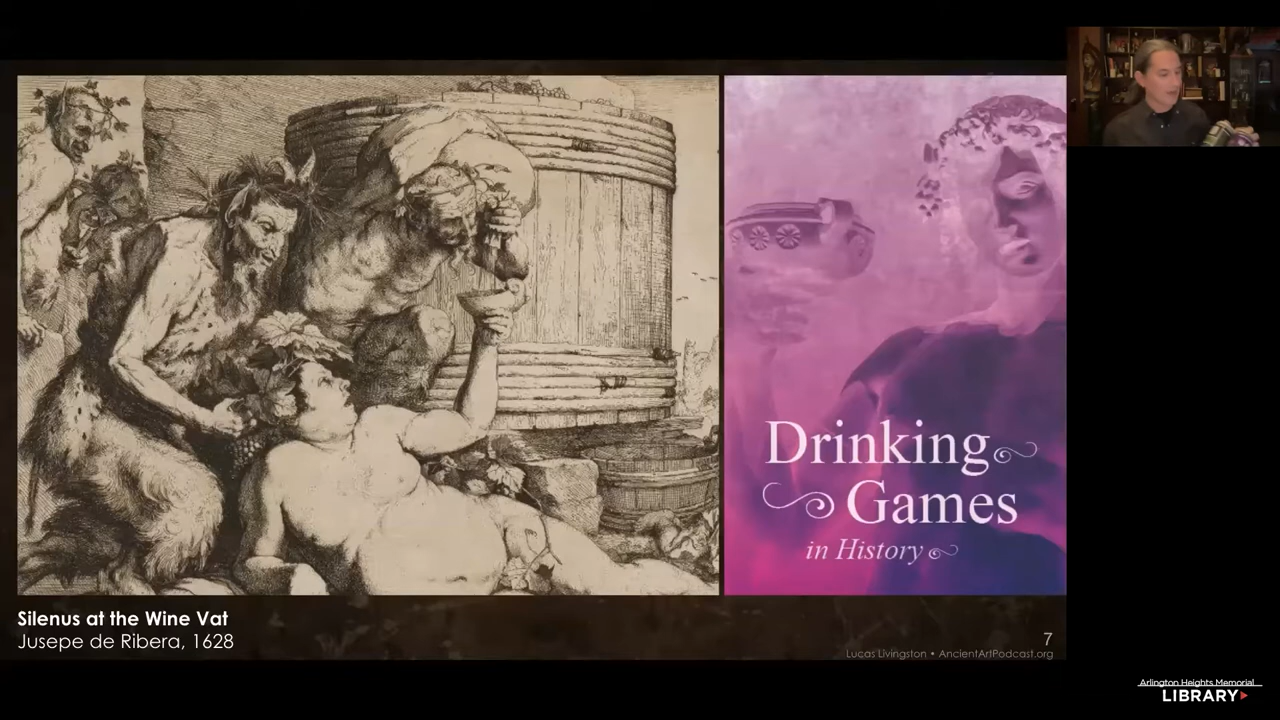 Drinking
Games
in History
Silenus at the Wine Vat
Jusepe de Ribera, 1628
7
Lucas Livingston • AncientArtPodcast.org
Arlington Heights Memorial
LIBRARY